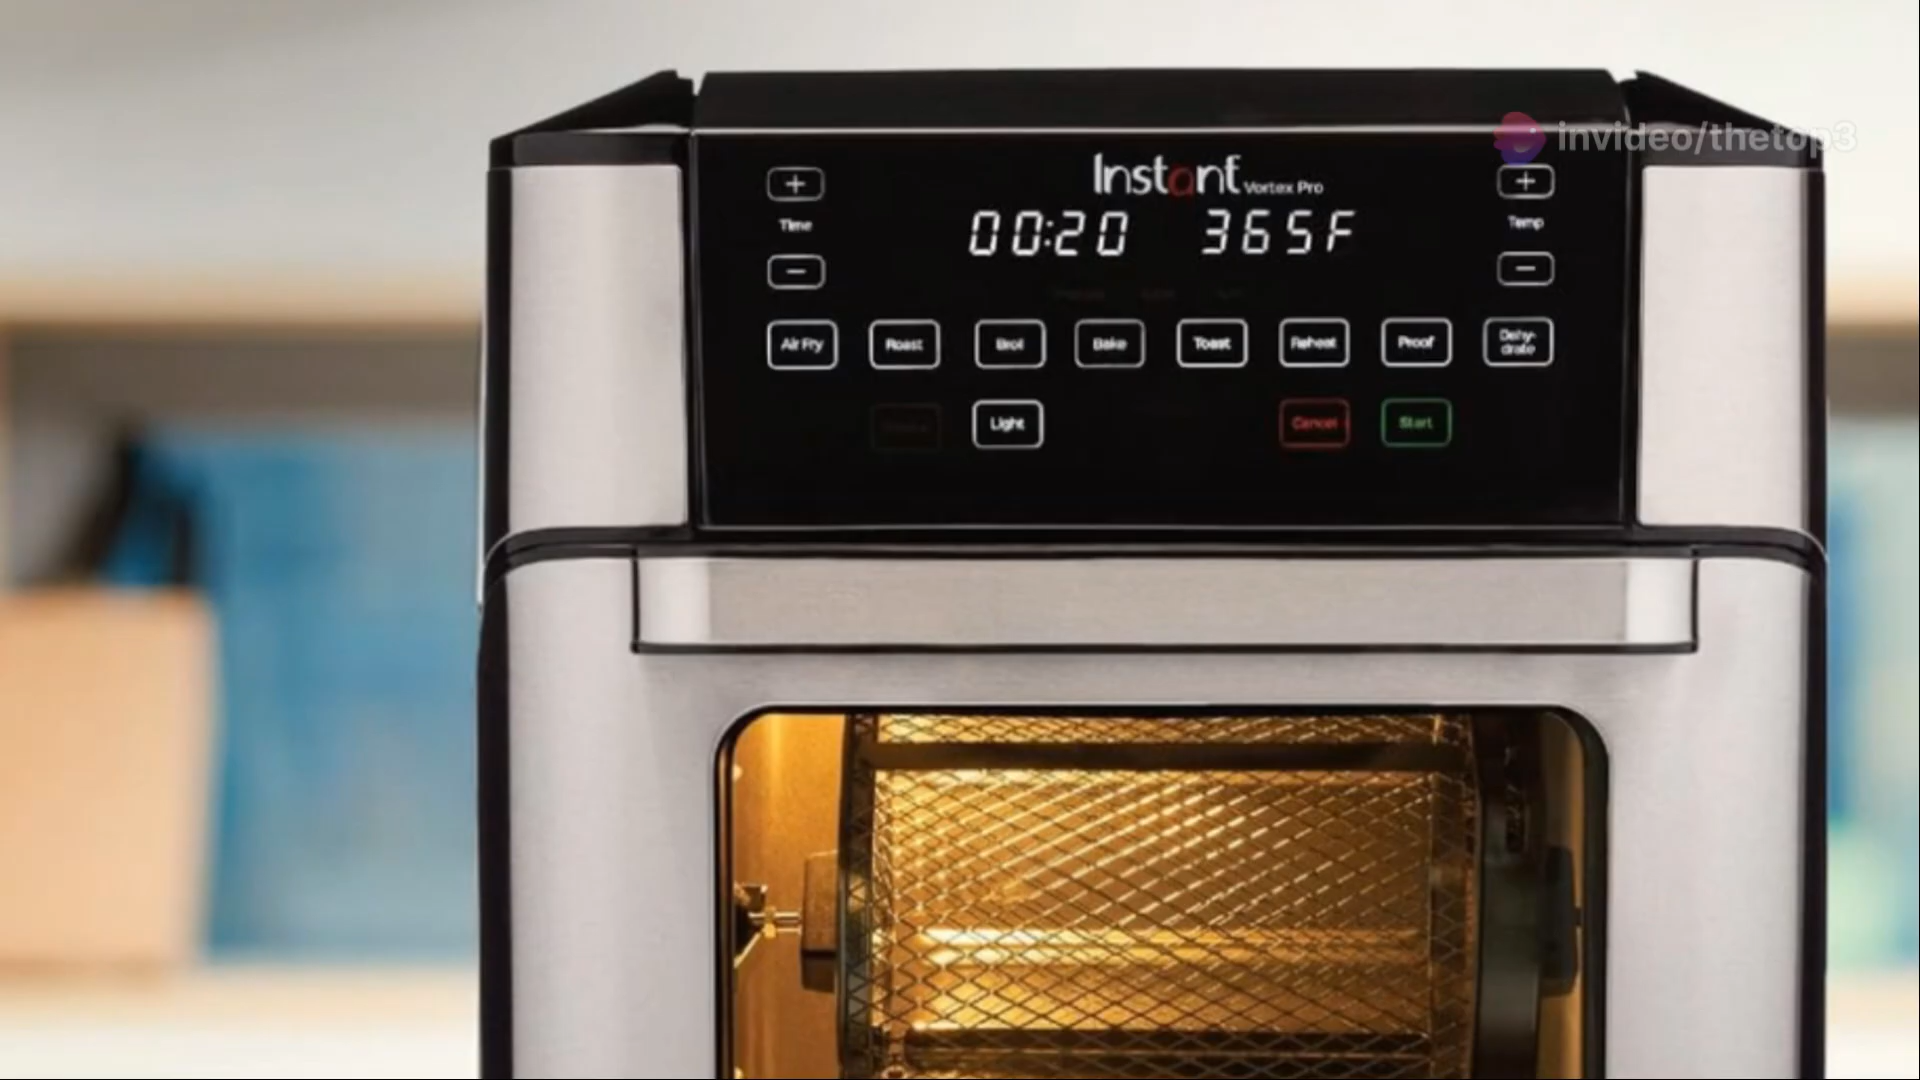 invideo/thetop3
Instant Vortex Pro
+ +
Time 00:20 365F Temp
- -
Air Fry Roast Broil Bake Toast Reheat Proof Dehy-
drate
Light Cancel Start